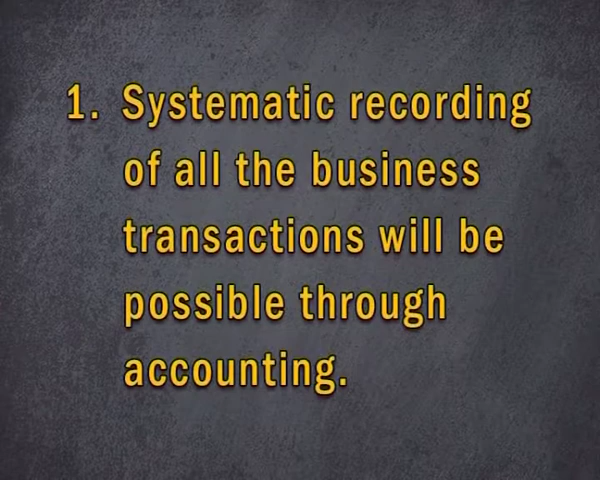 1. Systematic recording
of all the business
transactions will be
possible through
accounting.